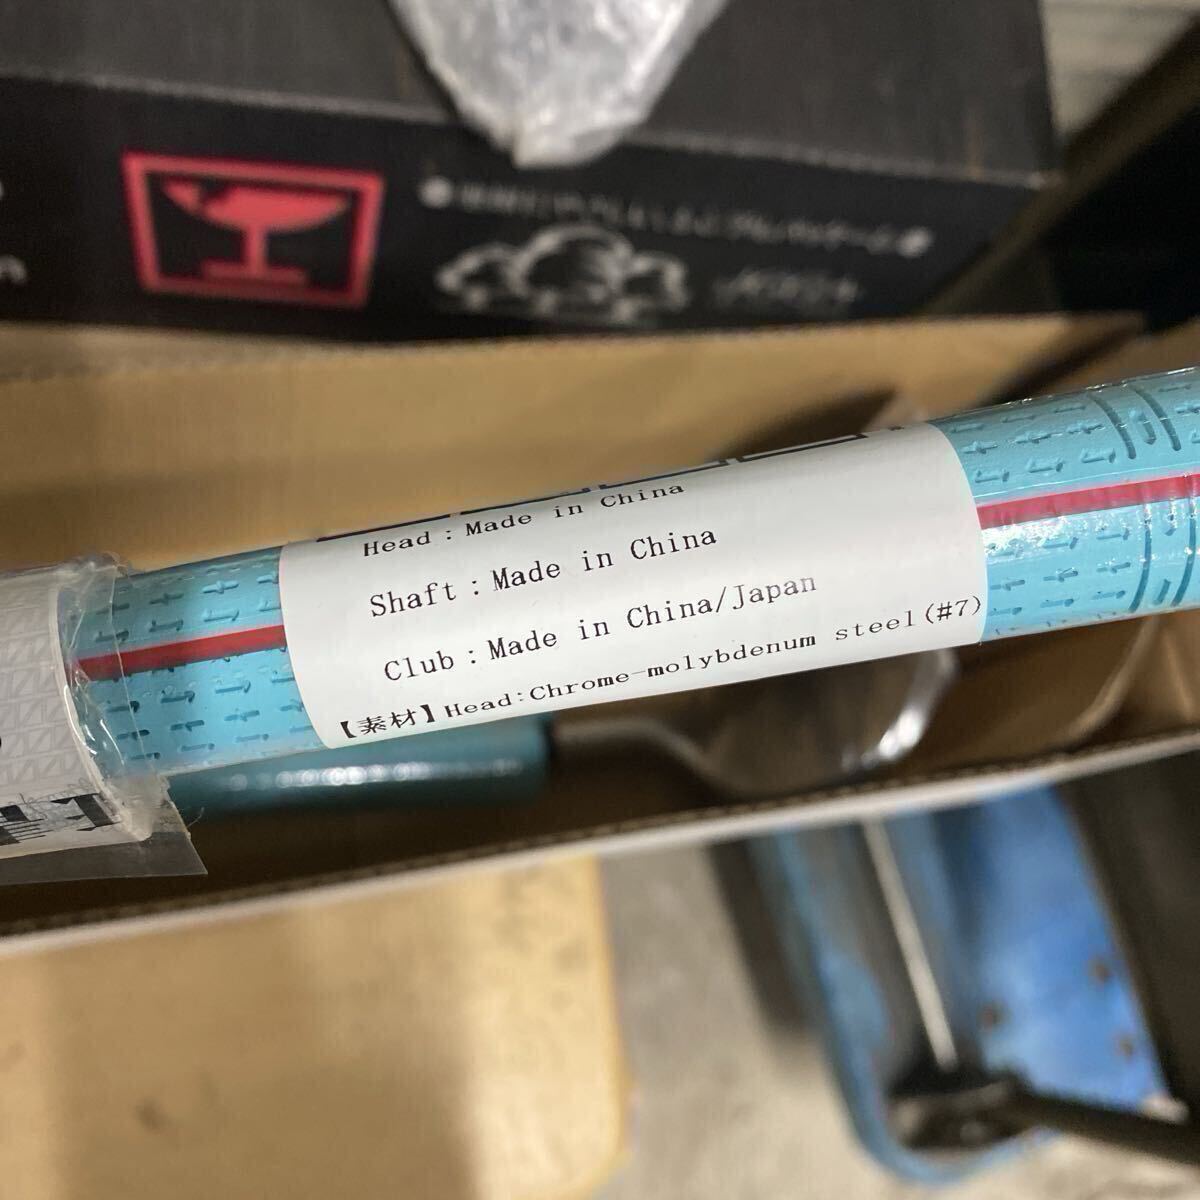 Head：Made in China
Shaft：Made in China
Club：Made in China/Japan
【素材】Head:Chrome-molybdenum steel(#7)